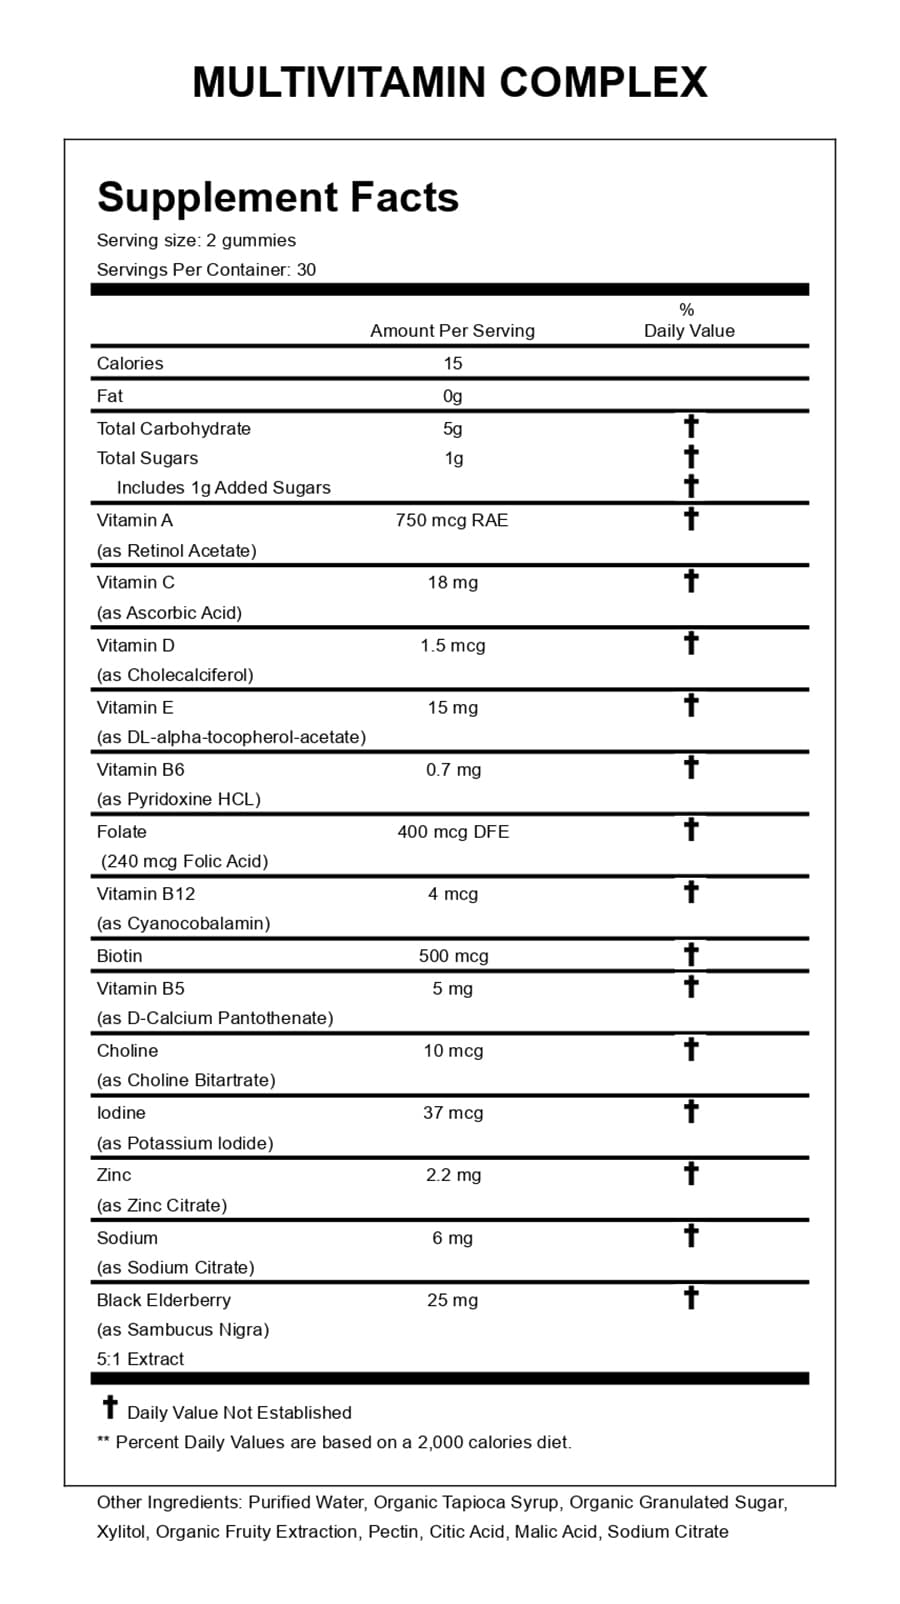 MULTIVITAMIN COMPLEX
Supplement Facts
Serving size: 2 gummies
Servings Per Container: 30
%
Amount Per Serving Daily Value
Calories 15
Fat 0g
Total Carbohydrate 5g †
Total Sugars 1g †
Includes 1g Added Sugars †
Vitamin A 750 mcg RAE †
(as Retinol Acetate)
Vitamin C 18 mg †
(as Ascorbic Acid)
Vitamin D 1.5 mcg †
(as Cholecalciferol)
Vitamin E 15 mg †
(as DL-alpha-tocopherol-acetate)
Vitamin B6 0.7 mg †
(as Pyridoxine HCL)
Folate 400 mcg DFE †
(240 mcg Folic Acid)
Vitamin B12 4 mcg †
(as Cyanocobalamin)
Biotin 500 mcg †
Vitamin B5 5 mg †
(as D-Calcium Pantothenate)
Choline 10 mcg †
(as Choline Bitartrate)
Iodine 37 mcg †
(as Potassium Iodide)
Zinc 2.2 mg †
(as Zinc Citrate)
Sodium 6 mg †
(as Sodium Citrate)
Black Elderberry 25 mg †
(as Sambucus Nigra)
5:1 Extract
† Daily Value Not Established
** Percent Daily Values are based on a 2,000 calories diet.
Other Ingredients: Purified Water, Organic Tapioca Syrup, Organic Granulated Sugar,
Xylitol, Organic Fruity Extraction, Pectin, Citic Acid, Malic Acid, Sodium Citrate